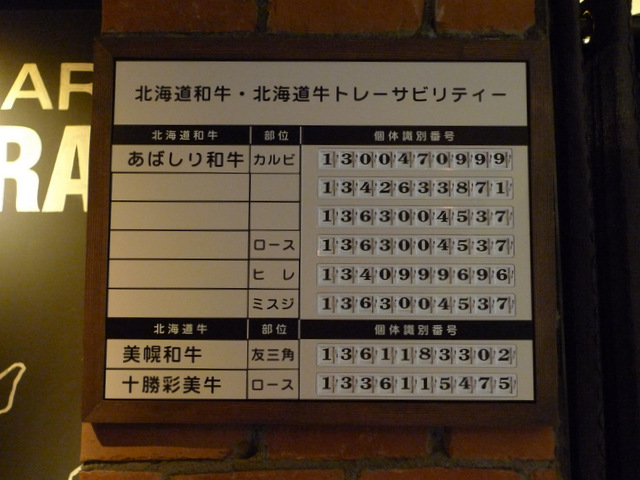 AR
RA
北海道和牛・北海道牛トレーサビリティー
北海道和牛 部位 個体識別番号
あばしり和牛 カルビ 1300470999
1342633871
1363004537
ロース 1363004537
ヒレ 1340999696
ミスジ 1363004537
北海道牛 部位 個体識別番号
美幌和牛 友三角 1361183302
十勝彩美牛 ロース 1336115475